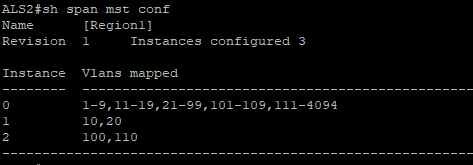 ALS2#sh span mst conf
Name      [Region1]
Revision  1     Instances configured 3

Instance  Vlans mapped
--------  ---------------------------------------------------------------------
0         1-9,11-19,21-99,101-109,111-4094
1         10,20
2         100,110
-------------------------------------------------------------------------------